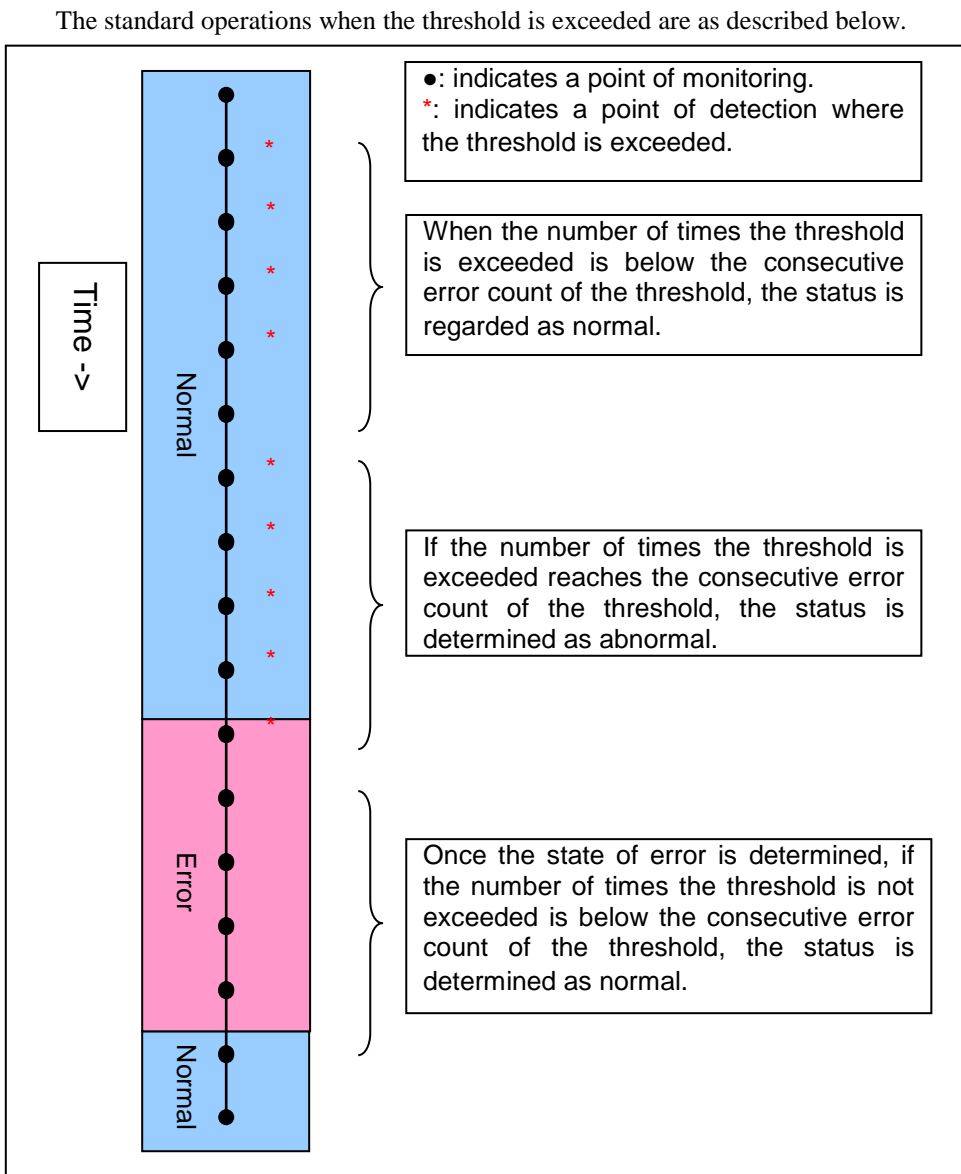 The standard operations when the threshold is exceeded are as described below.
●: indicates a point of monitoring.
*: indicates a point of detection where
the threshold is exceeded.
*
*
*
*
When the number of times the threshold
is exceeded is below the consecutive
error count of the threshold, the status is
regarded as normal.
Time ->
Normal
*
*
*
*
*
If the number of times the threshold is
exceeded reaches the consecutive error
count of the threshold, the status is
determined as abnormal.
Error
Once the state of error is determined, if
the number of times the threshold is not
exceeded is below the consecutive error
count of the threshold, the status is
determined as normal.
Normal